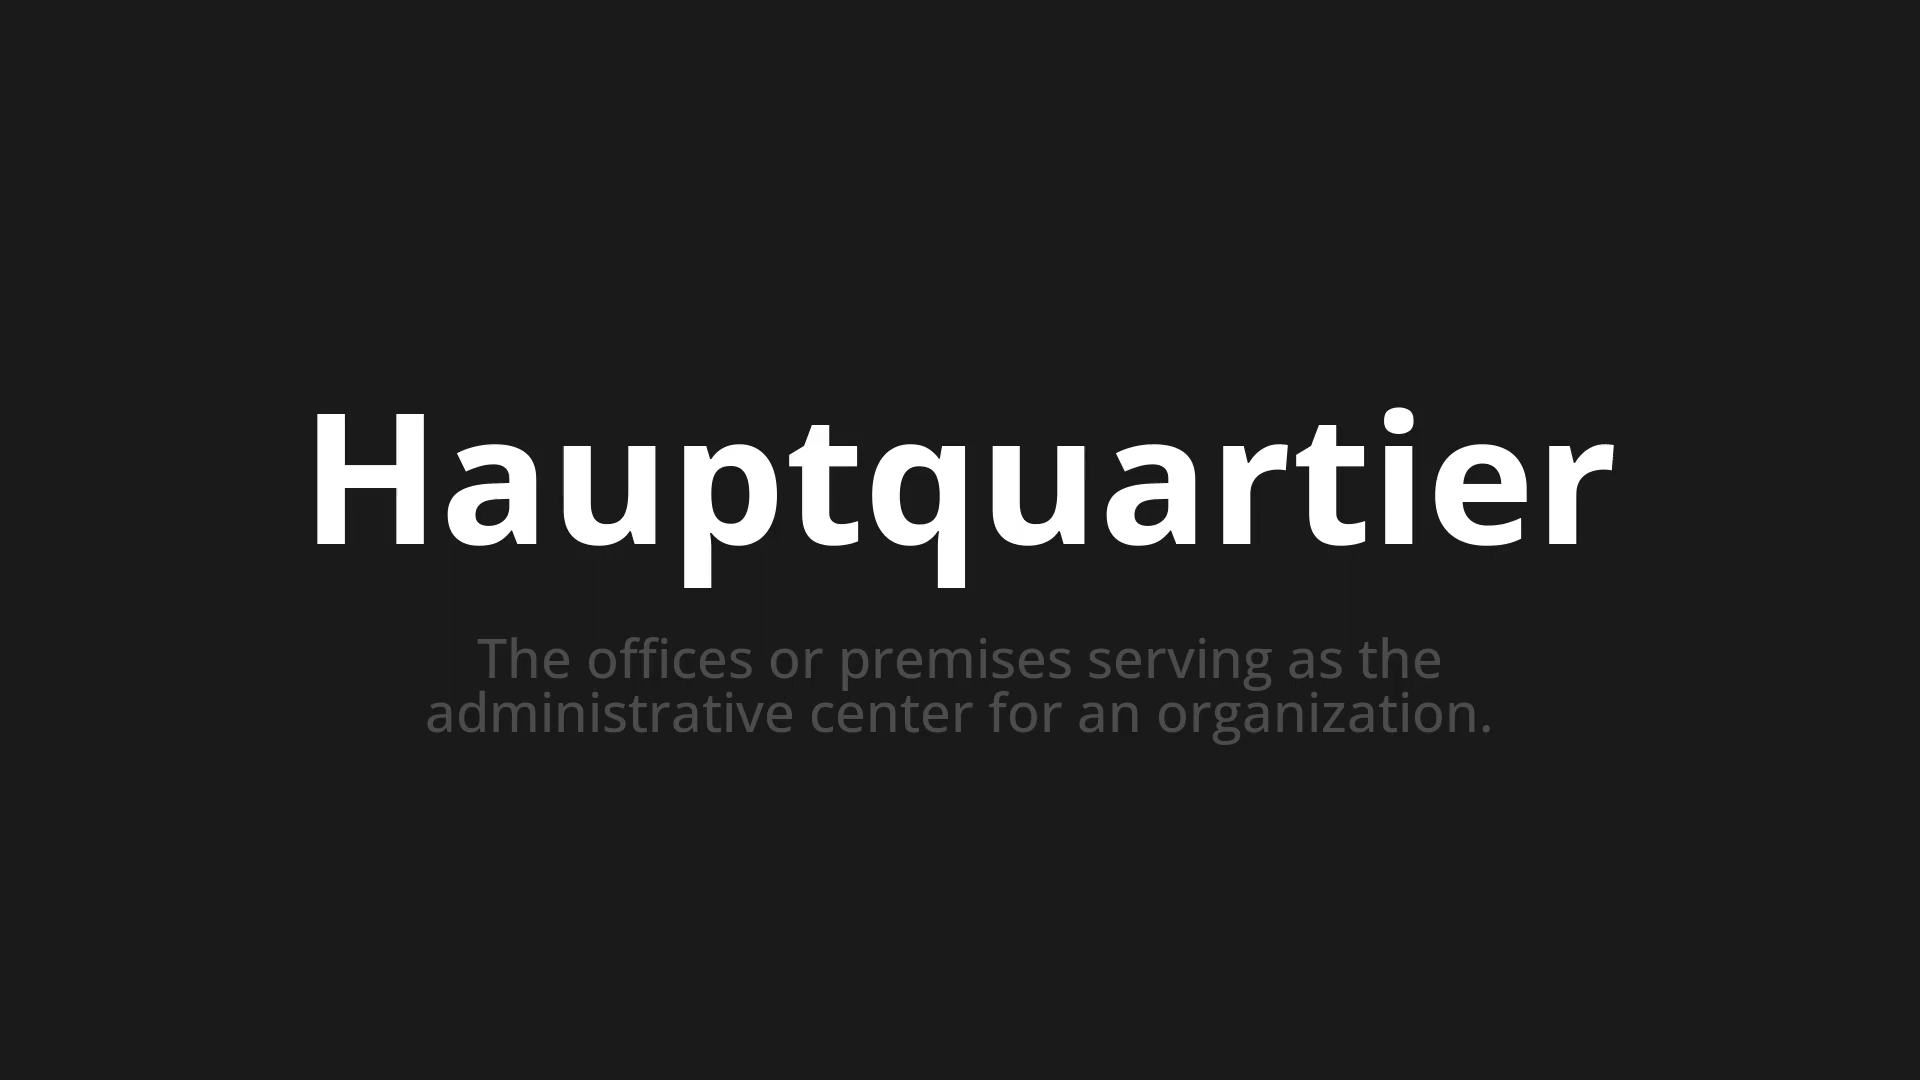 Hauptquartier
The offices or premises serving as the
administrative center for an organization.